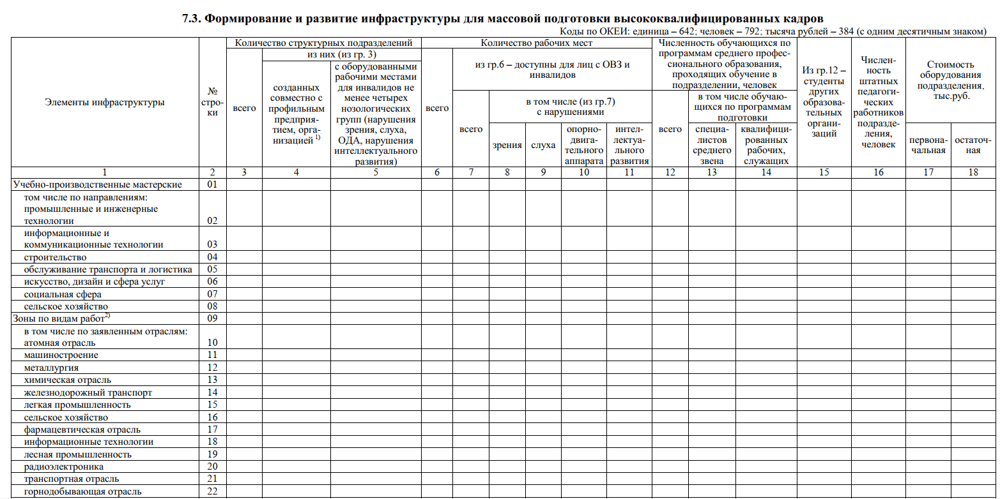 7.3. Формирование и развитие инфраструктуры для массовой подготовки высококвалифицированных кадров
Коды по ОКЕИ: единица – 642; человек – 792; тысяча рублей – 384 (с одним десятичным знаком)
Элементы инфраструктуры
№
стро-
ки
Количество структурных подразделений
всего
из них (из гр. 3)
созданных
совместно с
профильным
предприя-
тием, орга-
низацией 1)
с оборудованными
рабочими местами
для инвалидов не
менее четырех
нозологических
групп (нарушения
зрения, слуха,
ОДА, нарушения
интеллектуального
развития)
Количество рабочих мест
всего
из гр.6 – доступны для лиц с ОВЗ и
инвалидов
всего
в том числе (из гр.7)
с нарушениями
зрения
слуха
опорно-
двига-
тельного
аппарата
интел-
лектуа-
льного
развития
Численность обучающихся по
программам среднего професс-
сионального образования,
проходящих обучение в
подразделении, человек
всего
в том числе обучаю-
щихся по программам
подготовки
специа-
листов
среднего
звена
квалифици-
рованных
рабочих,
служащих
Из гр.12 –
студенты
других
образова-
тельных
органи-
заций
Числен-
ность
штатных
педагоги-
ческих
работников
подразде-
ления,
человек
Стоимость
оборудования
подразделения,
тыс.руб.
первона-
чальная
остаточ-
ная
1 2 3 4 5 6 7 8 9 10 11 12 13 14 15 16 17 18
Учебно-производственные мастерские 01
том числе по направлениям:
промышленные и инженерные
технологии 02
информационные и
коммуникационные технологии 03
строительство 04
обслуживание транспорта и логистика 05
искусство, дизайн и сфера услуг 06
социальная сфера 07
сельское хозяйство 08
Зоны по видам работ2) 09
в том числе по заявленным отраслям:
атомная отрасль 10
машиностроение 11
металлургия 12
химическая отрасль 13
железнодорожный транспорт 14
легкая промышленность 15
сельское хозяйство 16
фармацевтическая отрасль 17
информационные технологии 18
лесная промышленность 19
радиоэлектроника 20
транспортная отрасль 21
горнодобывающая отрасль 22